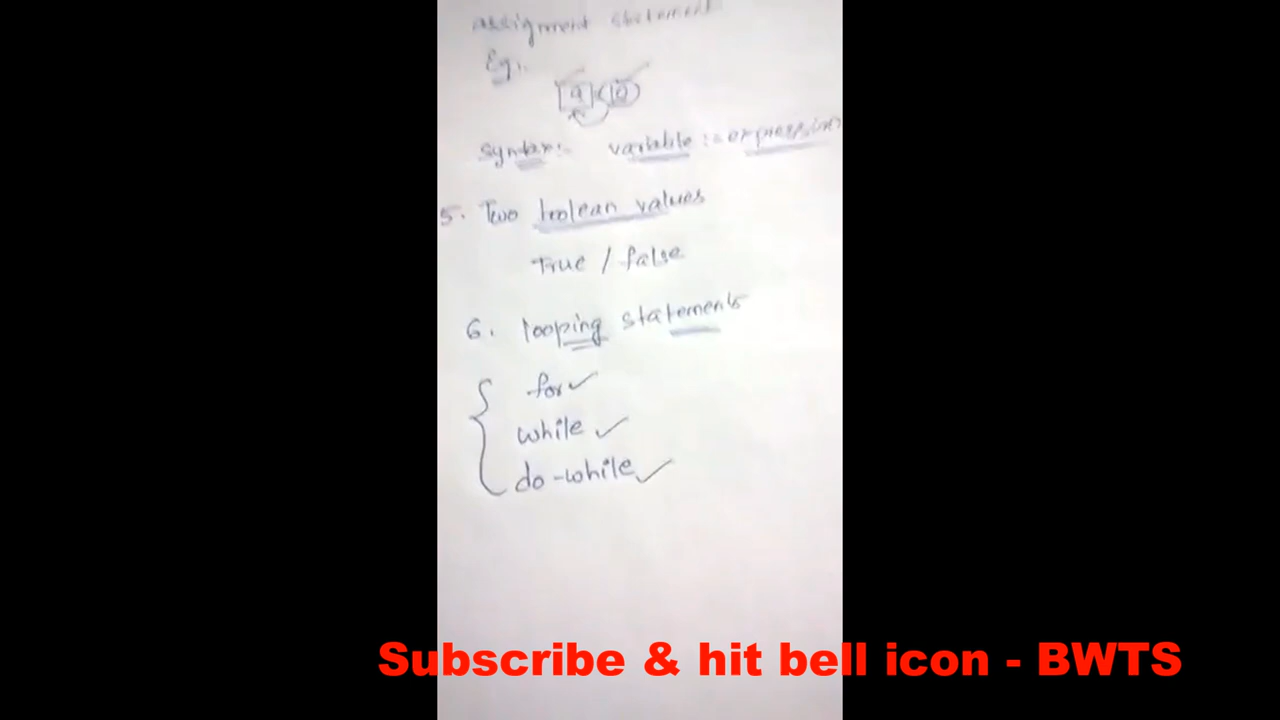 assigment statement
Eg:.
Syntax:- variable := expression
5. Two boolean values
True / false
6. looping statements
for ✓
while ✓
do-while ✓
Subscribe & hit bell icon - BWTS